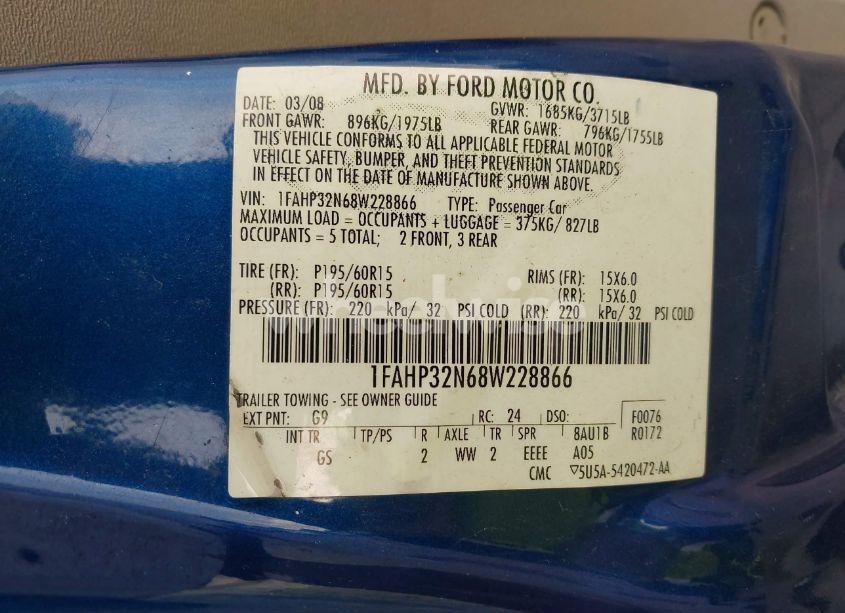 MFD. BY FORD MOTOR CO.
DATE: 03/08 GVWR: 1685KG/3715LB
FRONT GAWR: 896KG/1975LB REAR GAWR: 796KG/1755LB
THIS VEHICLE CONFORMS TO ALL APPLICABLE FEDERAL MOTOR
VEHICLE SAFETY, BUMPER, AND THEFT PREVENTION STANDARDS
IN EFFECT ON THE DATE OF MANUFACTURE SHOWN ABOVE.
VIN: 1FAHP32N68W228866 TYPE: Passenger Car
MAXIMUM LOAD = OCCUPANTS + LUGGAGE = 375KG/ 827LB
OCCUPANTS = 5 TOTAL; 2 FRONT, 3 REAR
TIRE (FR): P195/60R15 RIMS (FR): 15X6.0
(RR): P195/60R15 (RR): 15X6.0
PRESSURE (FR): 220 kPa/ 32 PSI COLD (RR): 220 kPa/ 32 PSI COLD
wheelwise
1FAHP32N68W228866
TRAILER TOWING - SEE OWNER GUIDE
EXT PNT: G9 RC: 24 DSO: F0076
INT TR TP/PS R AXLE TR SPR 8AU1B R0172
GS 2 WW 2 EEEE A05
CMC ▽5U5A-5420472-AA